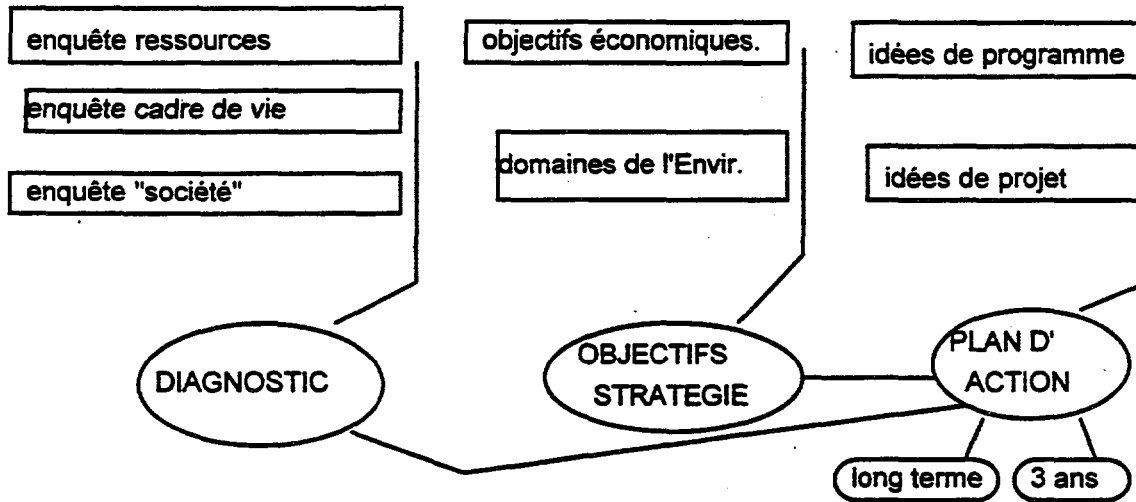 enquête ressources
enquête cadre de vie
enquête "société"
objectifs économiques.
domaines de l'Envir.
idées de programme
idées de projet
DIAGNOSTIC
OBJECTIFS
STRATEGIE
PLAN D'
ACTION
long terme
3 ans